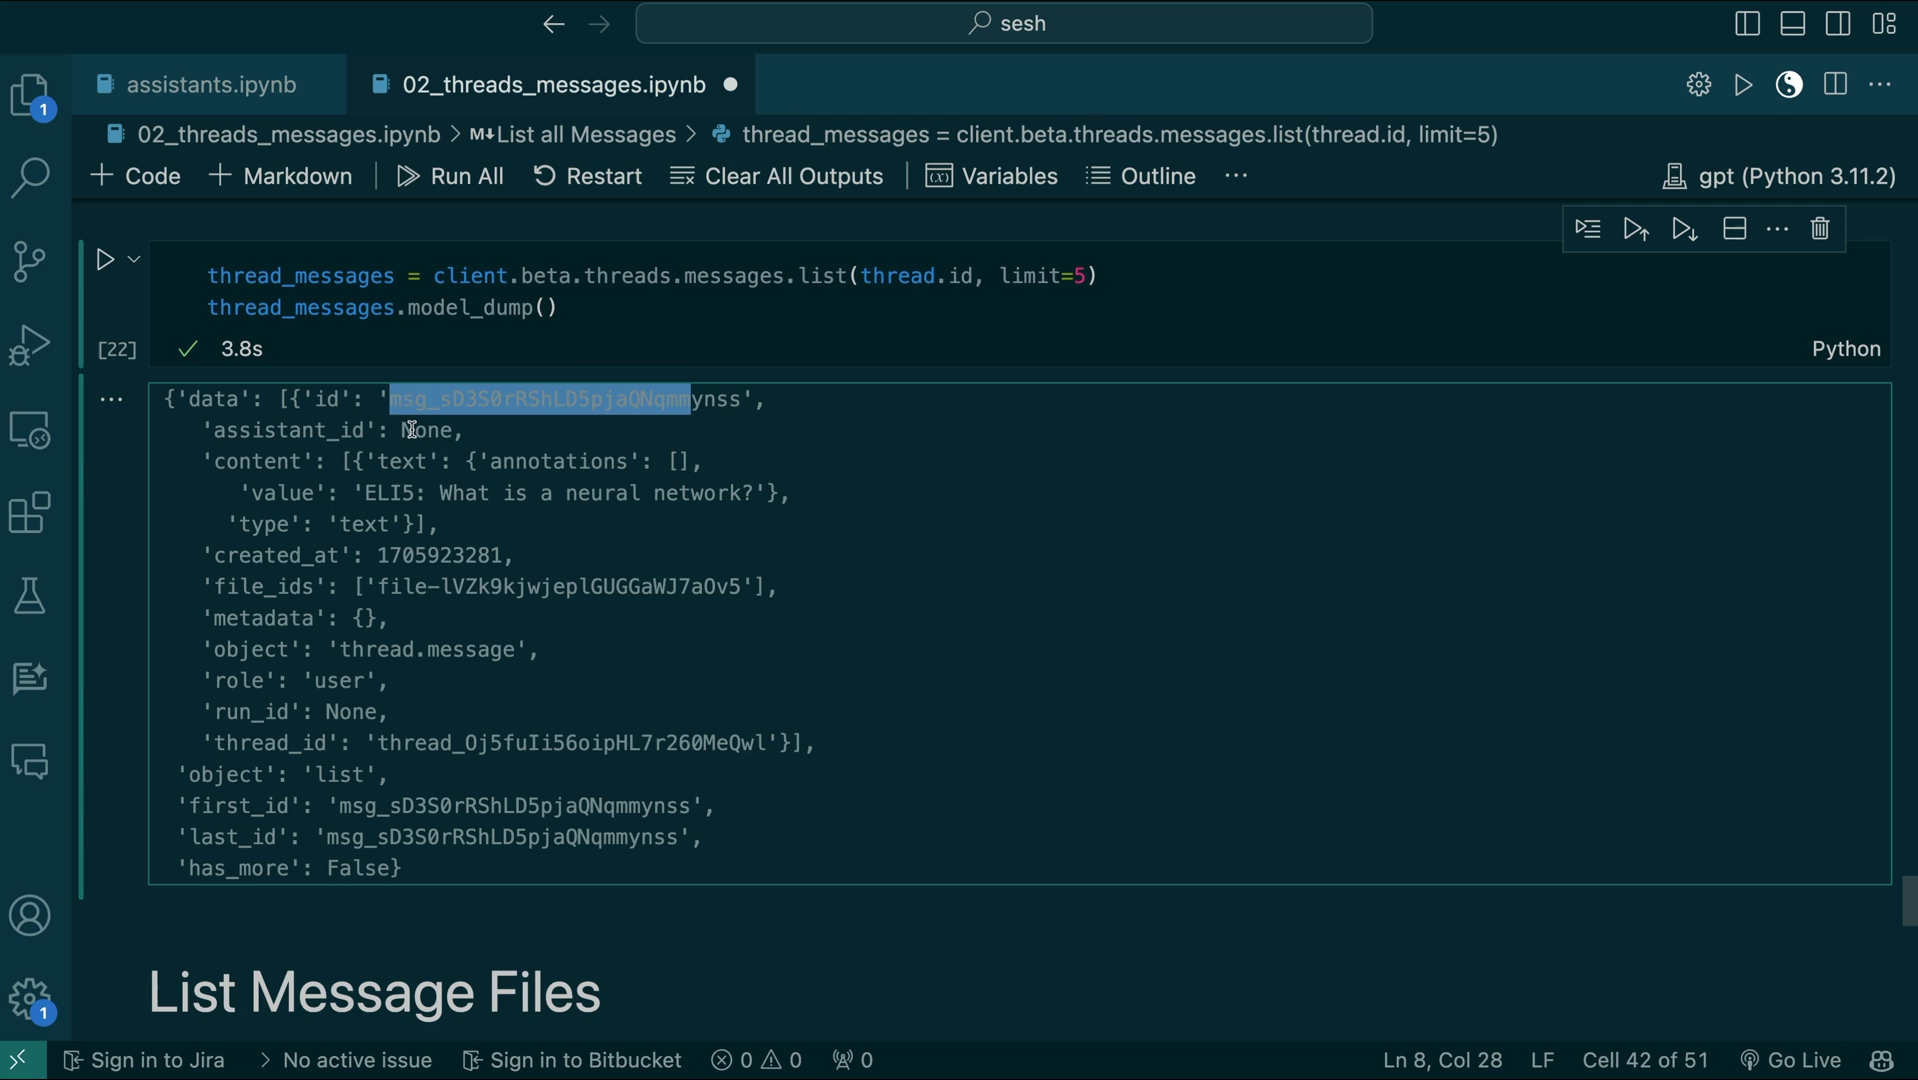 sesh
assistants.ipynb
02_threads_messages.ipynb
02_threads_messages.ipynb > M↓List all Messages > thread_messages = client.beta.threads.messages.list(thread.id, limit=5)
+ Code + Markdown Run All Restart Clear All Outputs Variables Outline ... gpt (Python 3.11.2)
thread_messages = client.beta.threads.messages.list(thread.id, limit=5)
thread_messages.model_dump()
[22] ✓ 3.8s Python
{'data': [{'id': 'msg_sD3S0rRShLD5pjaQNqmmynss',
'assistant_id': None,
'content': [{'text': {'annotations': [],
'value': 'ELI5: What is a neural network?'},
'type': 'text'}],
'created_at': 1705923281,
'file_ids': ['file-lVZk9kjwjeplGUGGaWJ7aOv5'],
'metadata': {},
'object': 'thread.message',
'role': 'user',
'run_id': None,
'thread_id': 'thread_Oj5fuIi56oipHL7r260MeQwl'}],
'object': 'list',
'first_id': 'msg_sD3S0rRShLD5pjaQNqmmynss',
'last_id': 'msg_sD3S0rRShLD5pjaQNqmmynss',
'has_more': False}
List Message Files
1
1
Sign in to Jira > No active issue Sign in to Bitbucket 0 0 0 Ln 8, Col 28 LF Cell 42 of 51 Go Live